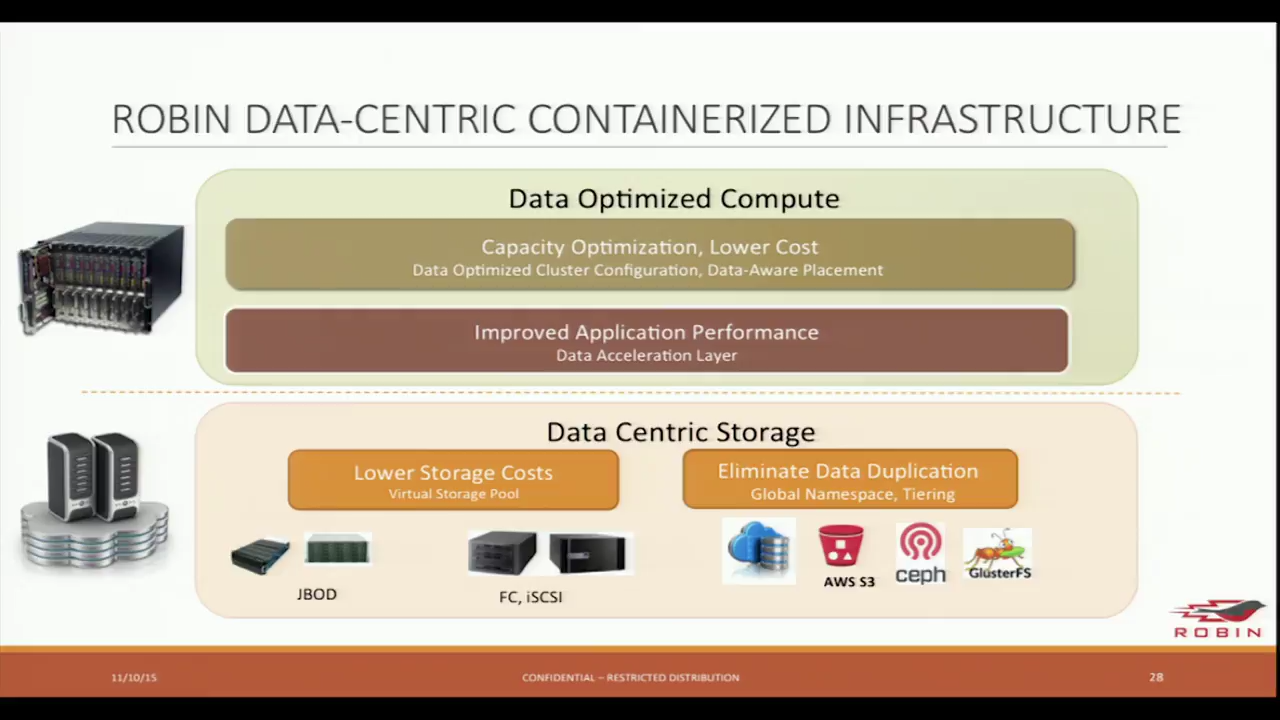 ROBIN DATA-CENTRIC CONTAINERIZED INFRASTRUCTURE
Data Optimized Compute
Capacity Optimization, Lower Cost
Data Optimized Cluster Configuration, Data-Aware Placement
Improved Application Performance
Data Acceleration Layer
Data Centric Storage
Lower Storage Costs
Virtual Storage Pool
Eliminate Data Duplication
Global Namespace, Tiering
JBOD
FC, iSCSI
AWS S3
ceph
GlusterFS
ROBIN
11/10/15
CONFIDENTIAL – RESTRICTED DISTRIBUTION
28